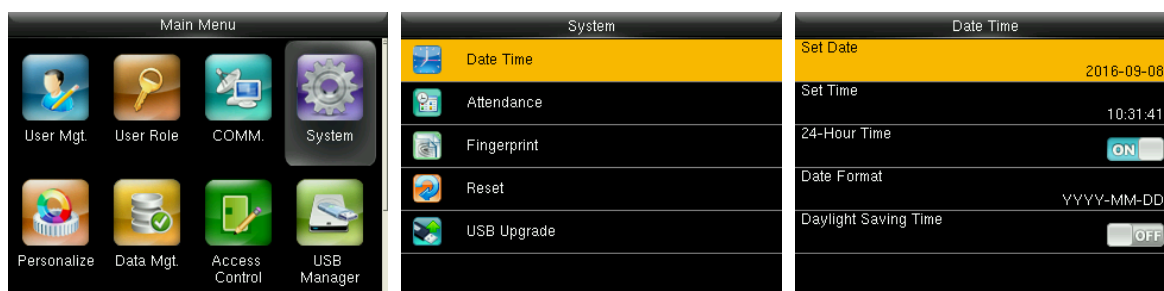 Main Menu
User Mgt.
User Role
COMM.
System
Personalize
Data Mgt.
Access
Control
USB
Manager
System
Date Time
Attendance
Fingerprint
Reset
USB Upgrade
Date Time
Set Date
2016-09-08
Set Time
10:31:41
24-Hour Time
ON
Date Format
YYYY-MM-DD
Daylight Saving Time
OFF